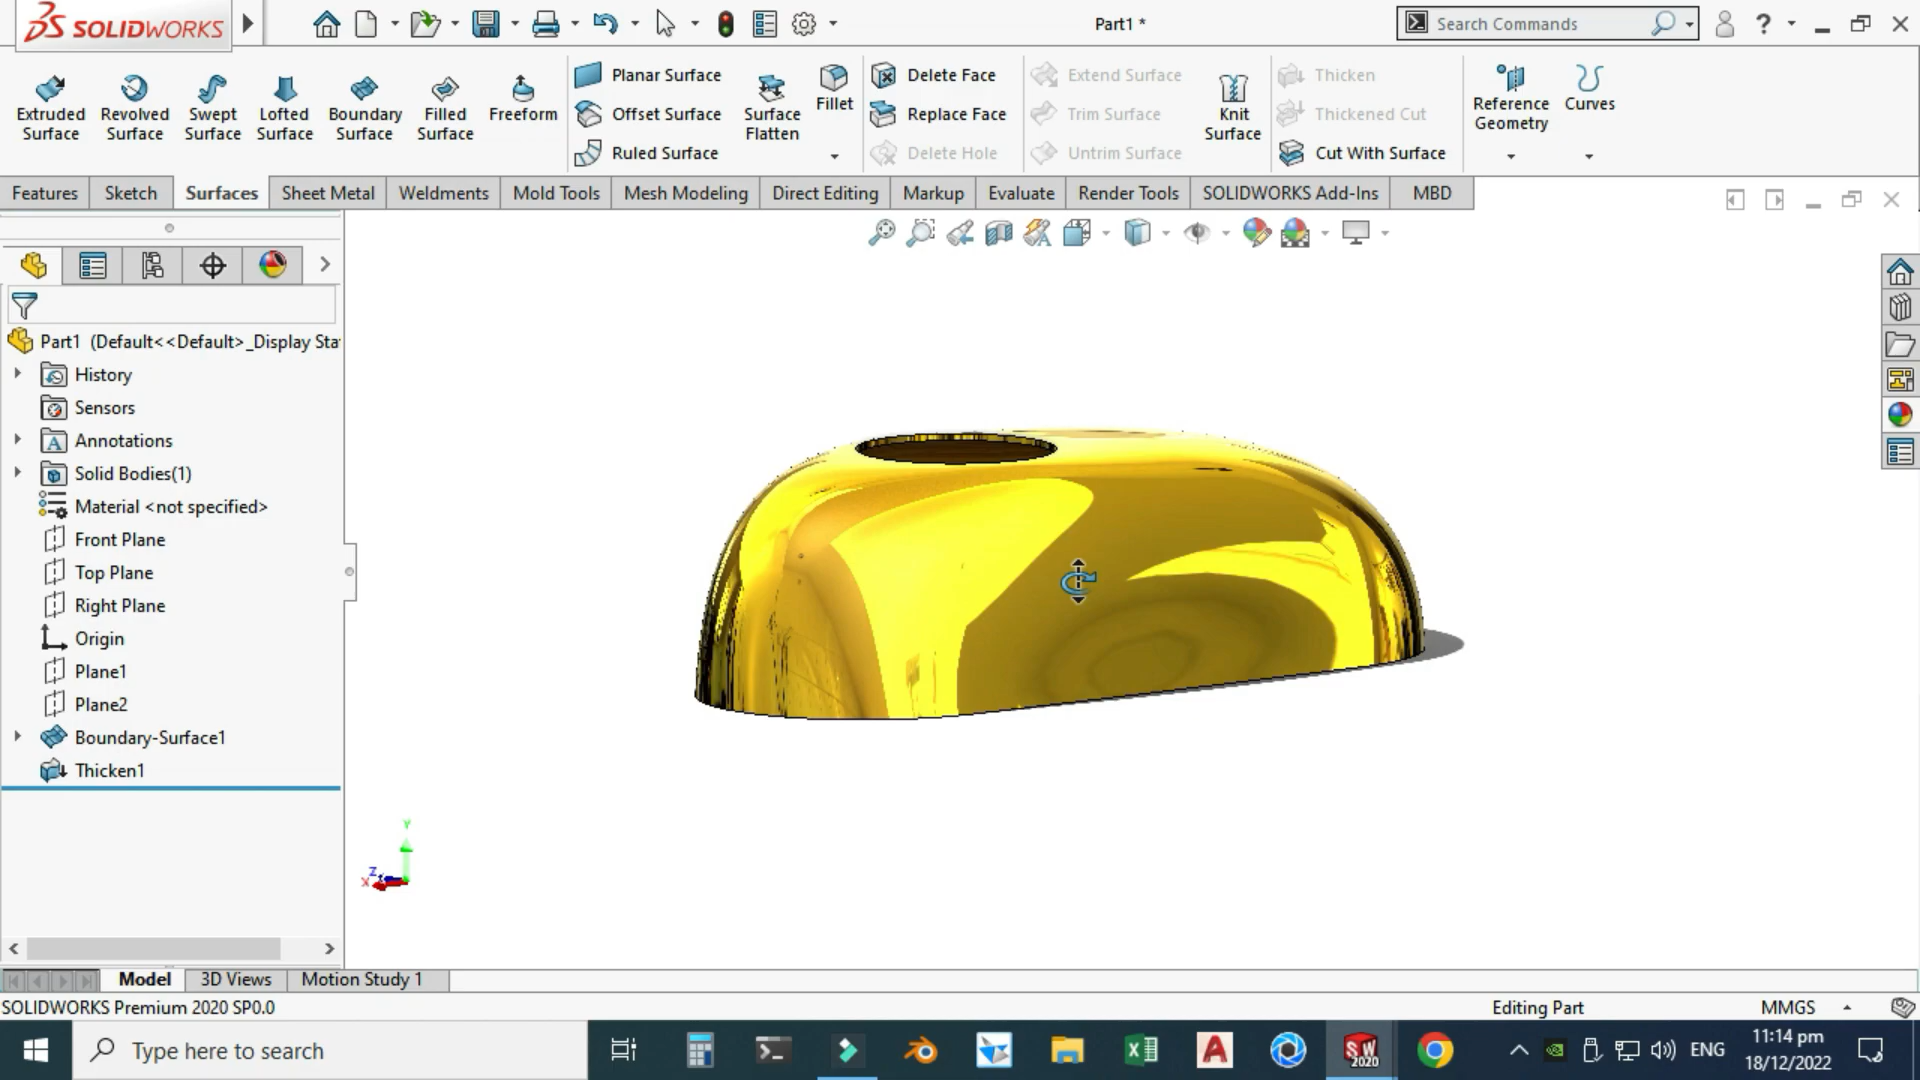 SOLIDWORKS
Part1 *
Search Commands
Extruded Surface
Revolved Surface
Swept Surface
Lofted Surface
Boundary Surface
Filled Surface
Freeform
Planar Surface
Offset Surface
Ruled Surface
Surface Flatten
Fillet
Delete Face
Replace Face
Delete Hole
Extend Surface
Trim Surface
Untrim Surface
Knit Surface
Thicken
Thickened Cut
Cut With Surface
Reference Geometry
Curves
Features Sketch Surfaces Sheet Metal Weldments Mold Tools Mesh Modeling Direct Editing Markup Evaluate Render Tools SOLIDWORKS Add-Ins MBD
Part1 (Default<<Default>_Display Sta
History
Sensors
Annotations
Solid Bodies(1)
Material <not specified>
Front Plane
Top Plane
Right Plane
Origin
Plane1
Plane2
Boundary-Surface1
Thicken1
Y
Z
X
Model 3D Views Motion Study 1
SOLIDWORKS Premium 2020 SP0.0
Editing Part
MMGS
Type here to search
SW 2020
ENG
11:14 pm
18/12/2022